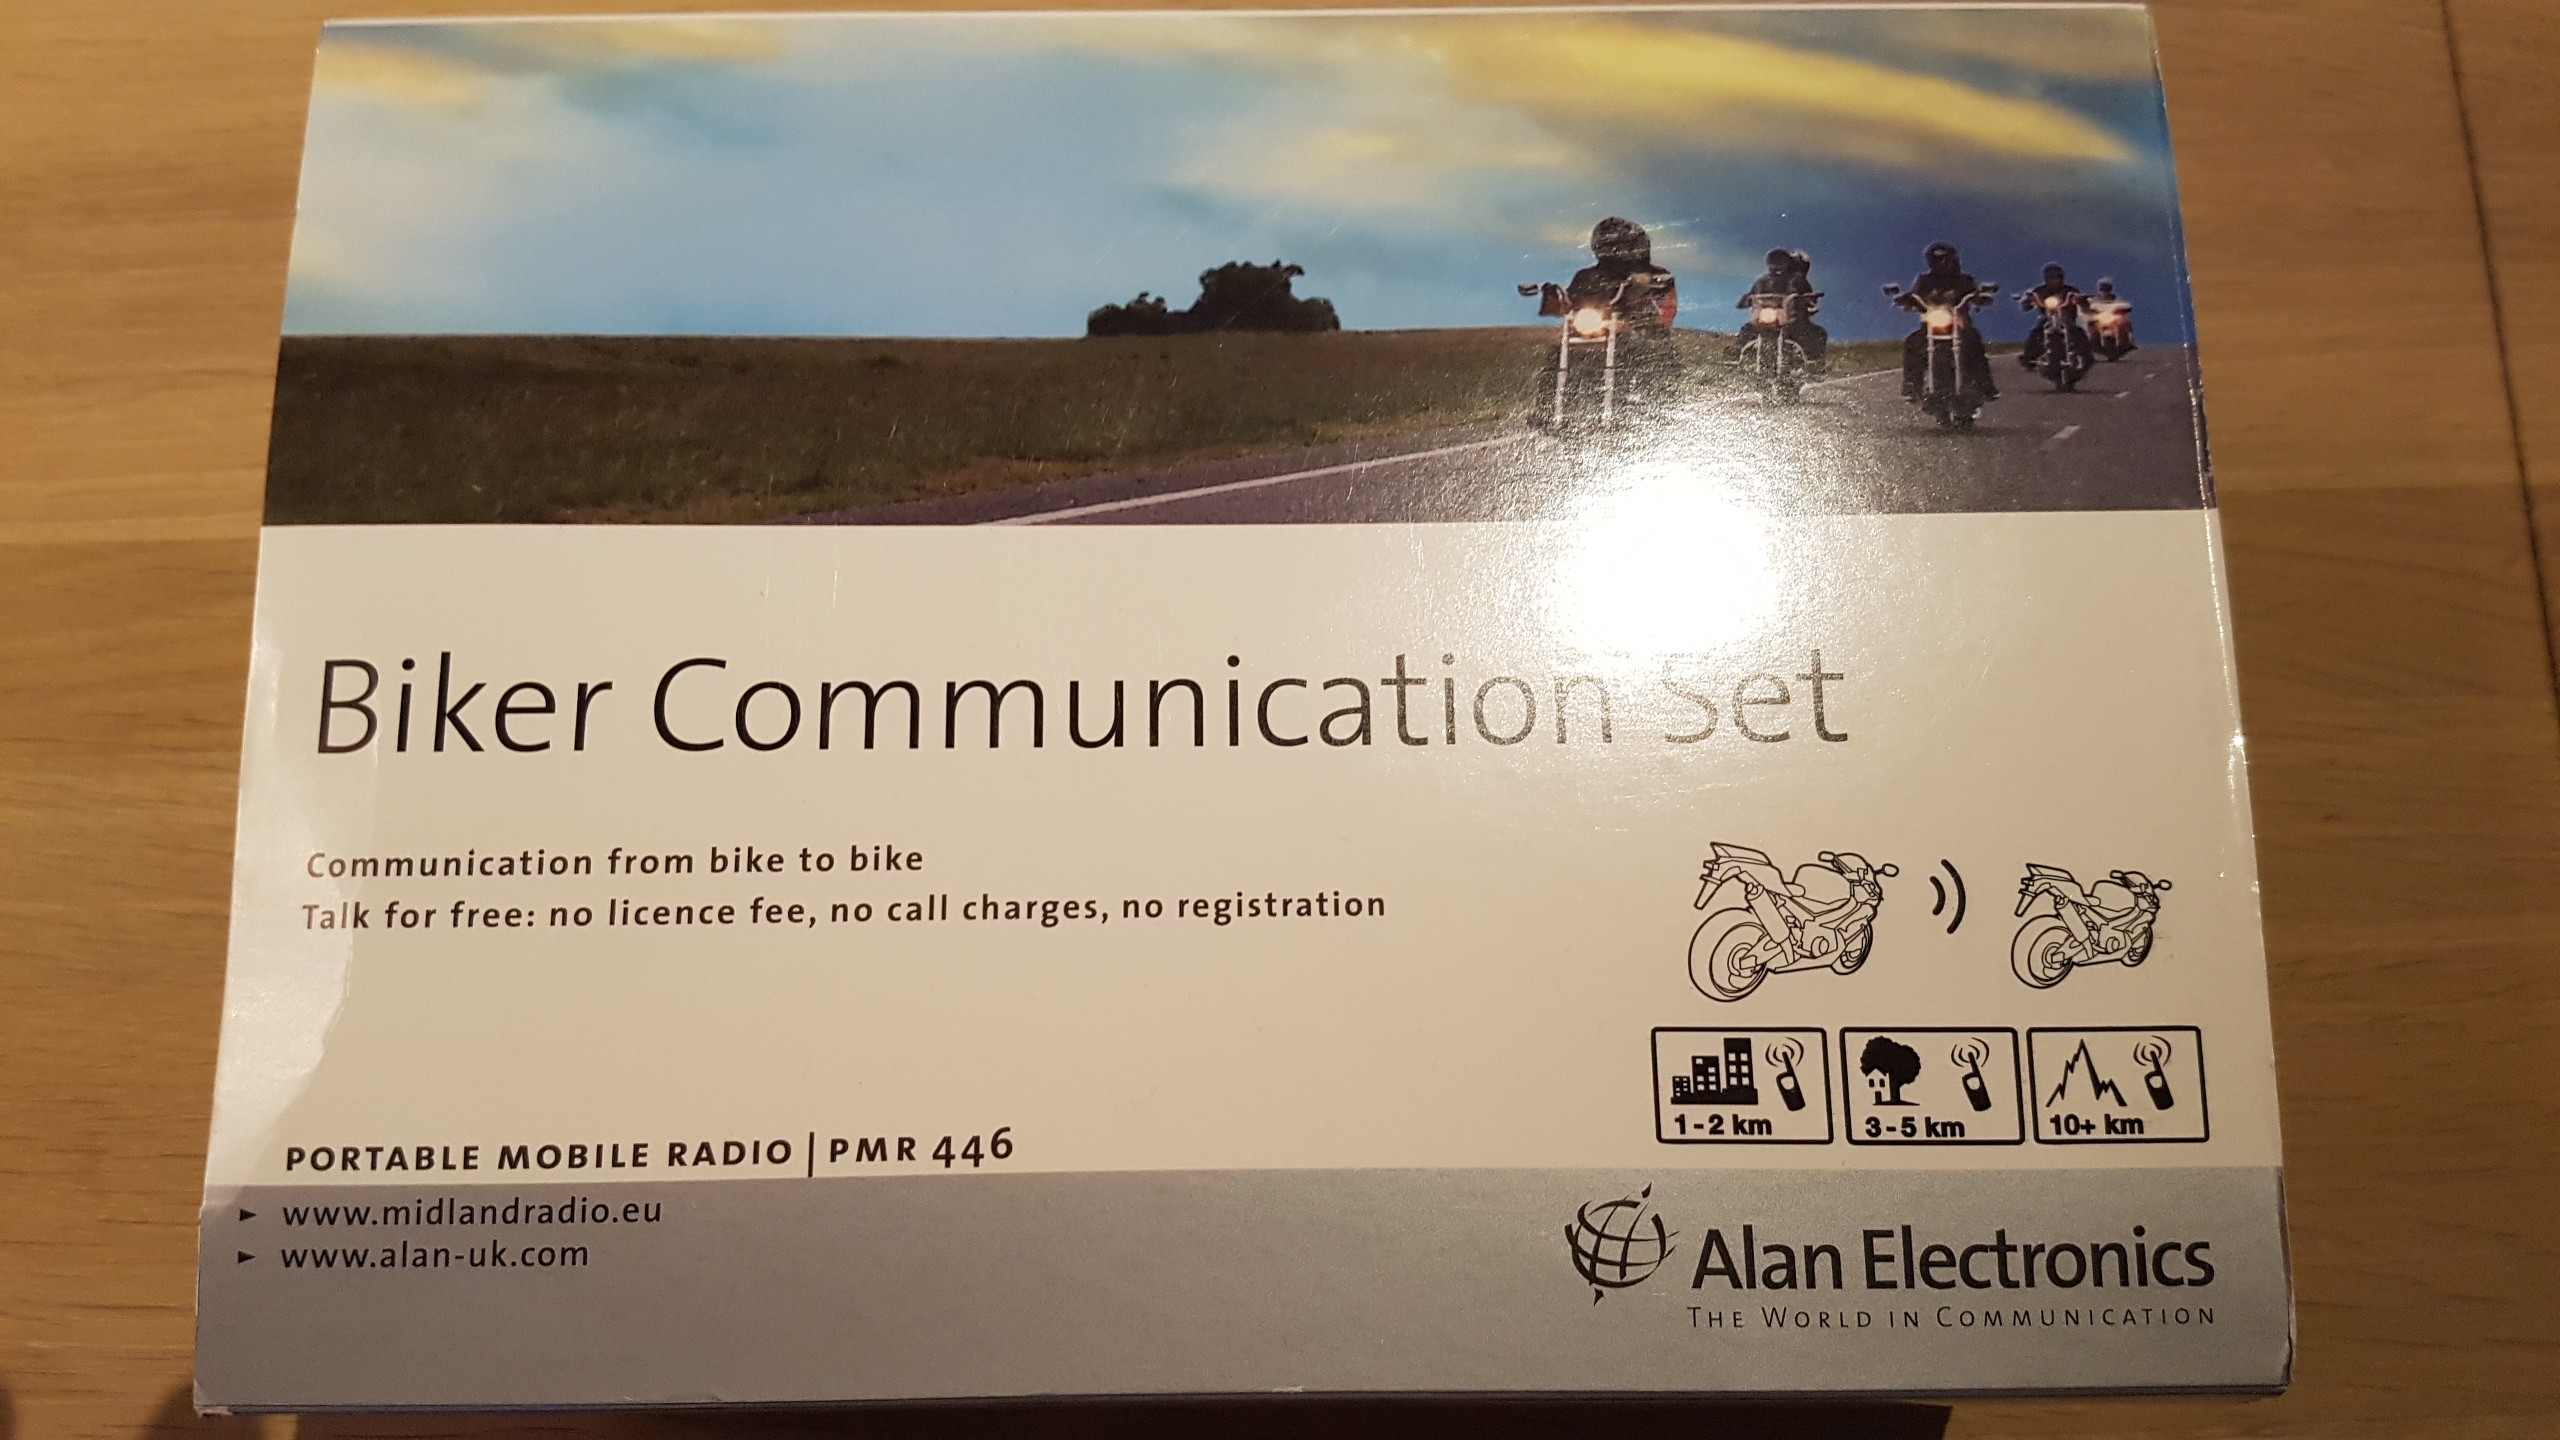 Biker Communication Set
Communication from bike to bike
Talk for free: no licence fee, no call charges, no registration
1-2 km
3-5 km
10+ km
PORTABLE MOBILE RADIO | PMR 446
www.midlandradio.eu
www.alan-uk.com
Alan Electronics
THE WORLD IN COMMUNICATION